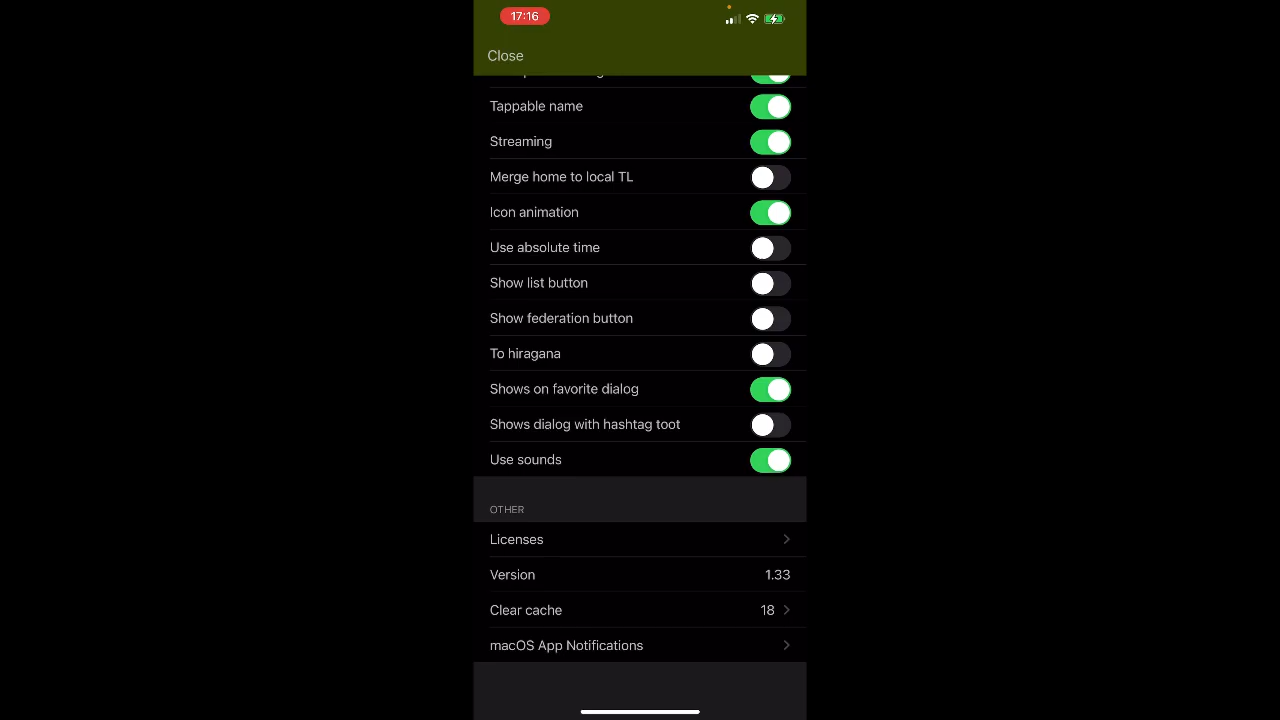 17:16
Close
Tappable name
Streaming
Merge home to local TL
Icon animation
Use absolute time
Show list button
Show federation button
To hiragana
Shows on favorite dialog
Shows dialog with hashtag toot
Use sounds
OTHER
Licenses
Version 1.33
Clear cache 18
macOS App Notifications